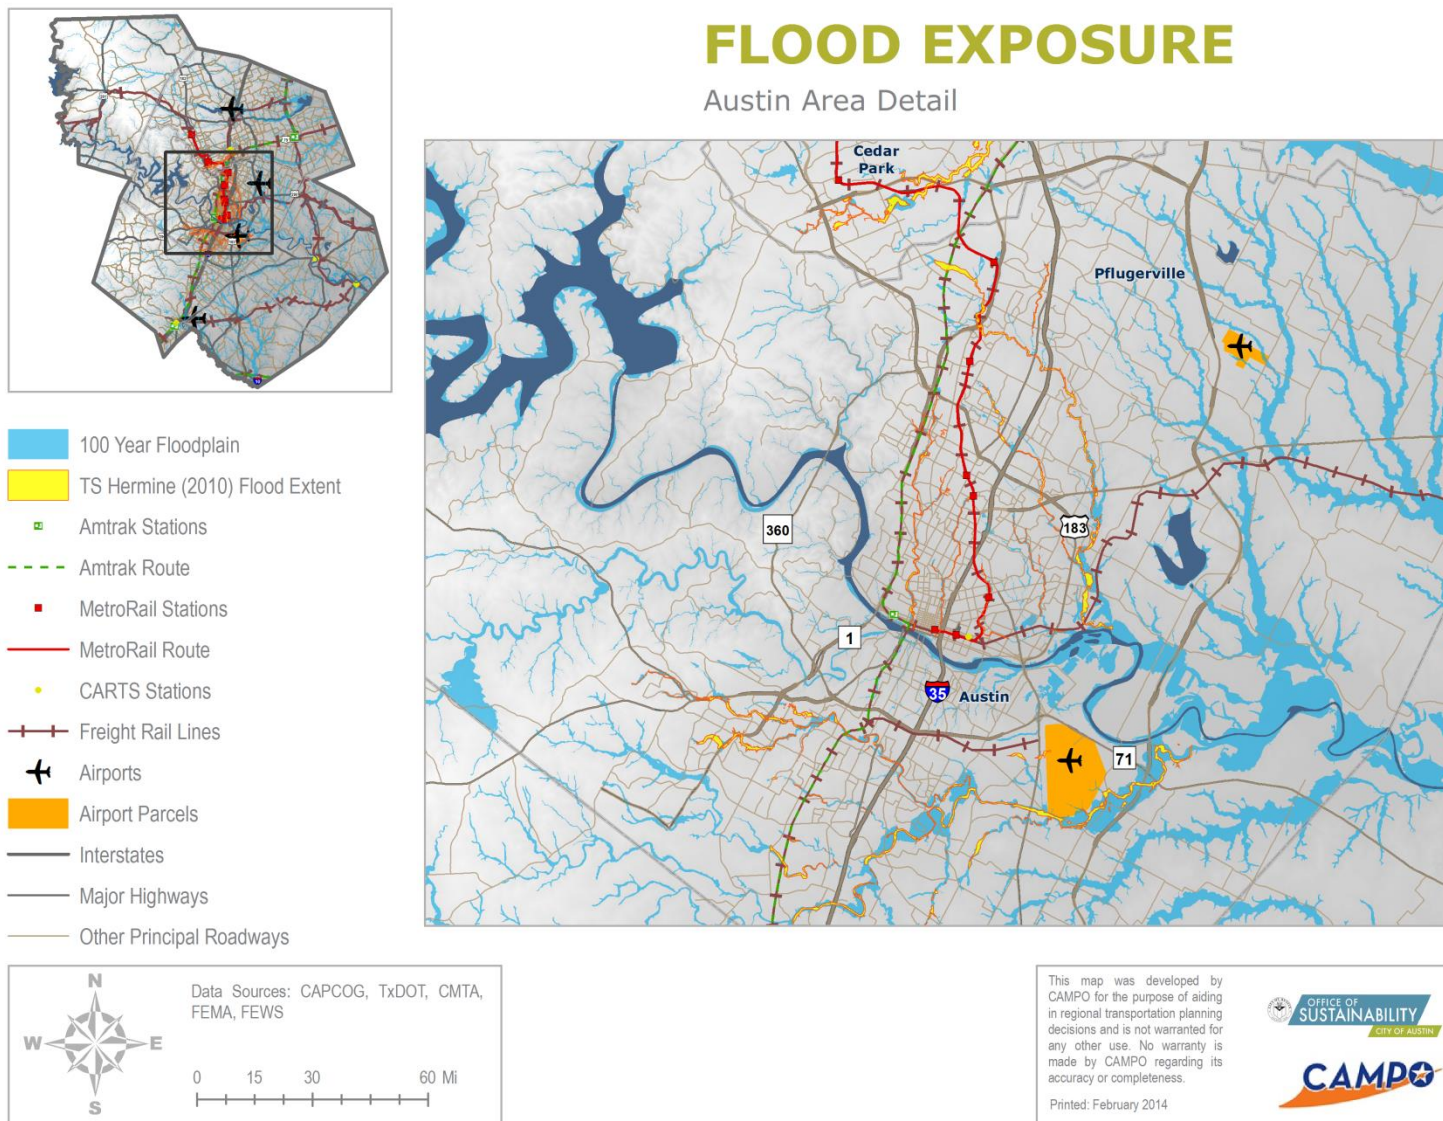 FLOOD EXPOSURE
Austin Area Detail
Cedar
Park
Pflugerville
360
183
1
35
Austin
71
100 Year Floodplain
TS Hermine (2010) Flood Extent
Amtrak Stations
Amtrak Route
MetroRail Stations
MetroRail Route
CARTS Stations
Freight Rail Lines
Airports
Airport Parcels
Interstates
Major Highways
Other Principal Roadways
N
W
E
S
Data Sources: CAPCOG, TxDOT, CMTA,
FEMA, FEWS
0 15 30 60 Mi
This map was developed by
CAMPO for the purpose of aiding
in regional transportation planning
decisions and is not warranted for
any other use. No warranty is
made by CAMPO regarding its
accuracy or completeness.
Printed: February 2014
OFFICE OF
SUSTAINABILITY
CITY OF AUSTIN
CAMPO